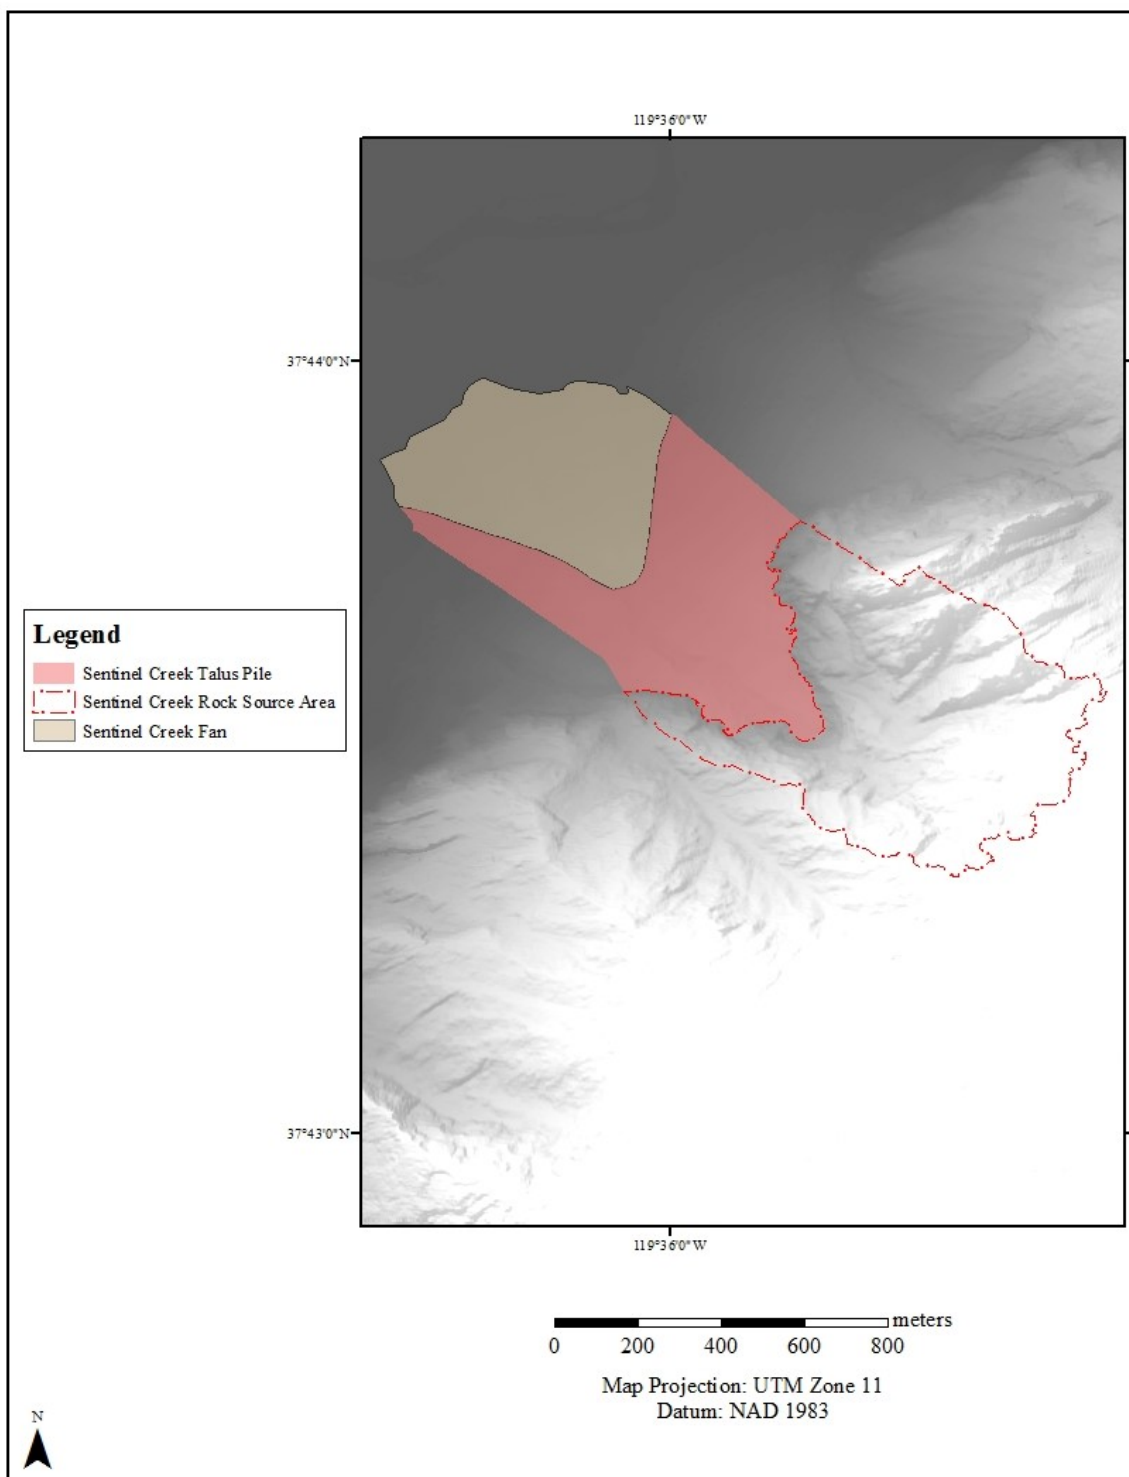 119°36'0"W
37°44'0"N
Legend
Sentinel Creek Talus Pile
Sentinel Creek Rock Source Area
Sentinel Creek Fan
37°43'0"N
119°36'0"W
meters
0 200 400 600 800
Map Projection: UTM Zone 11
Datum: NAD 1983
N